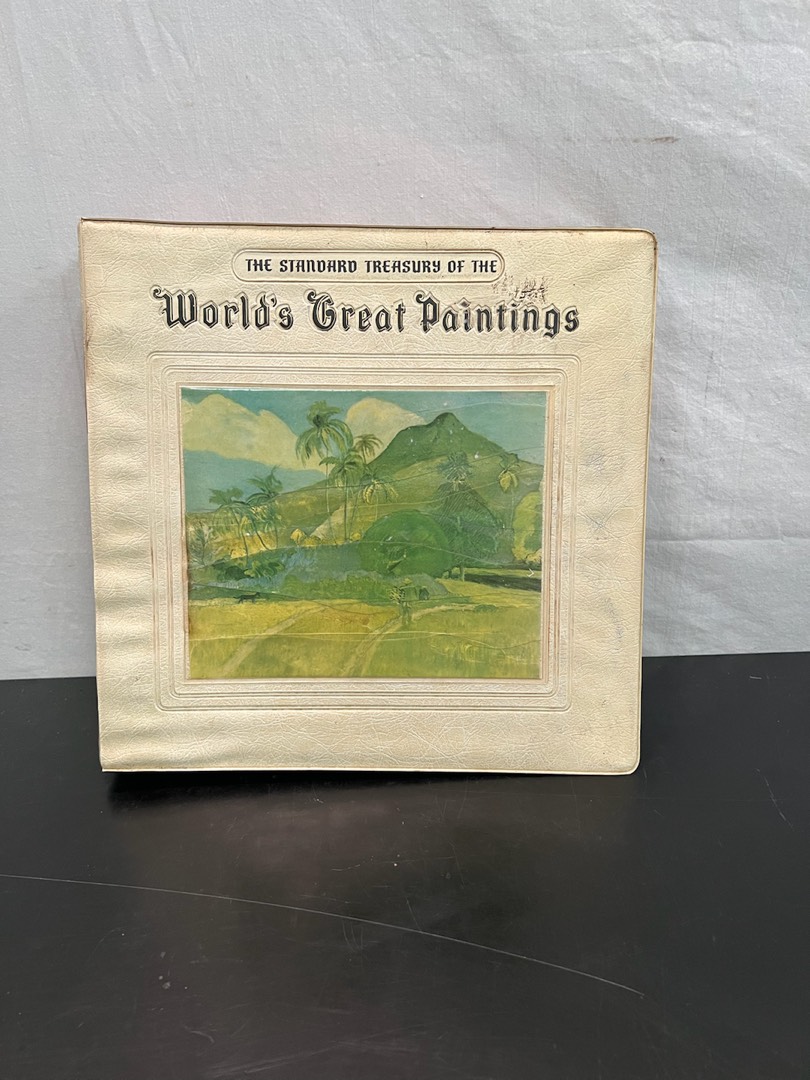 THE STANDARD TREASURY OF THE
World's Great Paintings